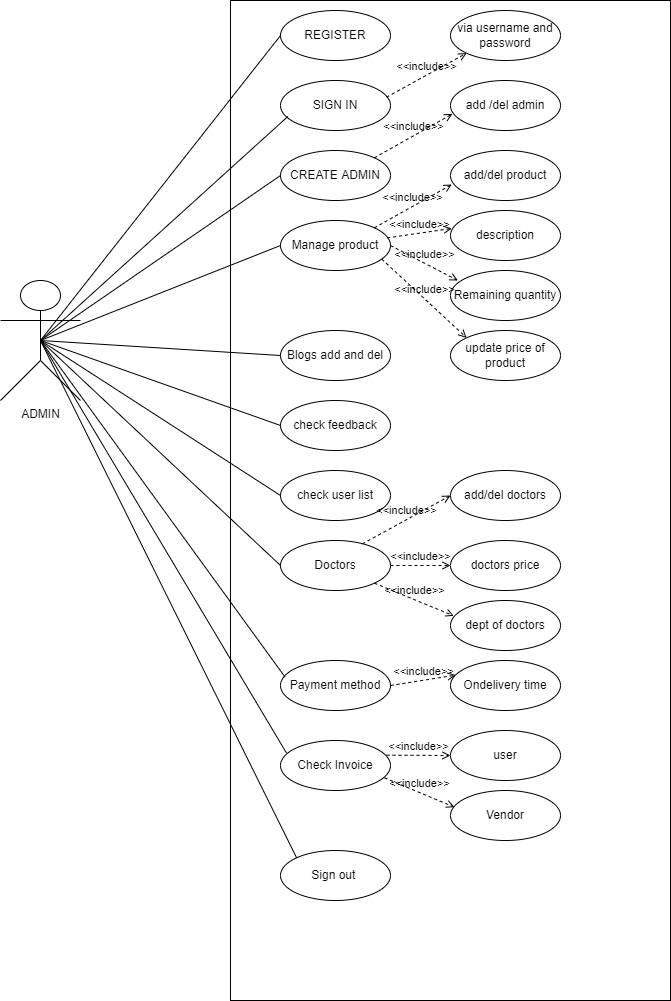 REGISTER
via username and
password
<<include>>
SIGN IN
add /del admin
<<include>>
CREATE ADMIN
add/del product
<<include>>
Manage product
<<include>>
description
<<include>>
<<include>>
Remaining quantity
Blogs add and del
update price of
product
ADMIN
check feedback
check user list
add/del doctors
<<include>>
Doctors
<<include>>
doctors price
<<include>>
dept of doctors
Payment method
<<include>>
Ondelivery time
<<include>>
user
Check Invoice
<<include>>
Vendor
Sign out